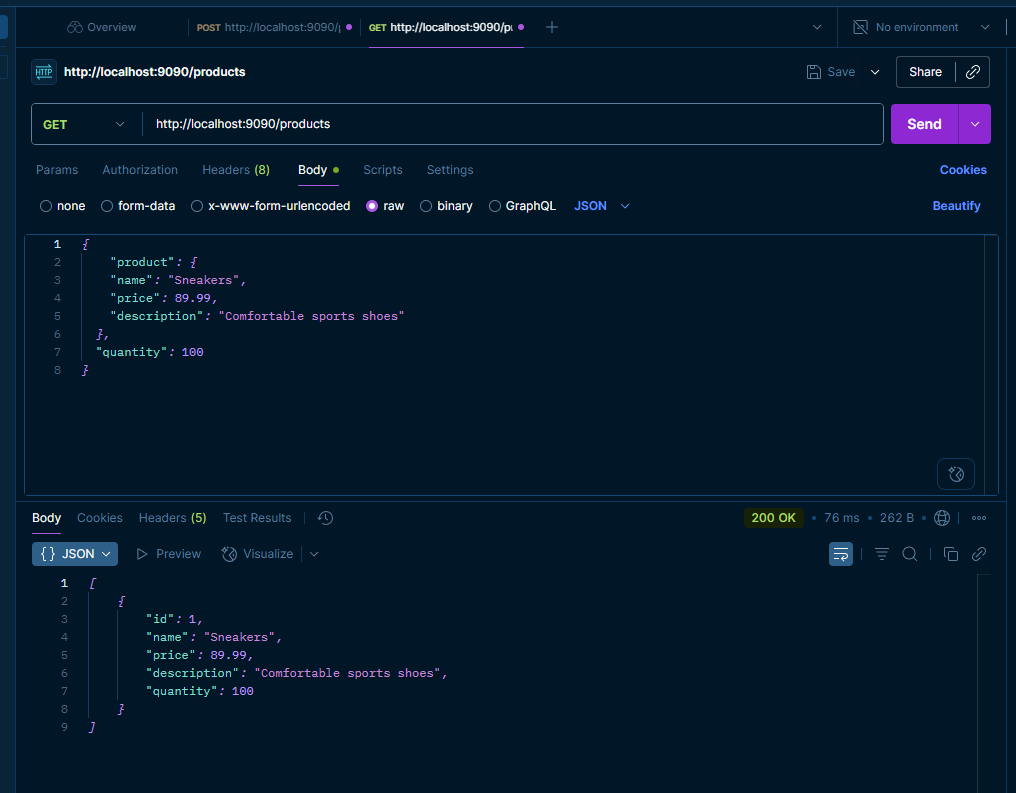 Overview POST http://localhost:9090/ GET http://localhost:9090/p No environment
HTTP http://localhost:9090/products Save Share
GET http://localhost:9090/products Send
Params Authorization Headers (8) Body Scripts Settings Cookies
none form-data x-www-form-urlencoded raw binary GraphQL JSON Beautify
1 {
2 "product": {
3 "name": "Sneakers",
4 "price": 89.99,
5 "description": "Comfortable sports shoes"
6 },
7 "quantity": 100
8 }
Body Cookies Headers (5) Test Results 200 OK • 76 ms • 262 B •
{} JSON Preview Visualize
1 [
2 {
3 "id": 1,
4 "name": "Sneakers",
5 "price": 89.99,
6 "description": "Comfortable sports shoes",
7 "quantity": 100
8 }
9 ]